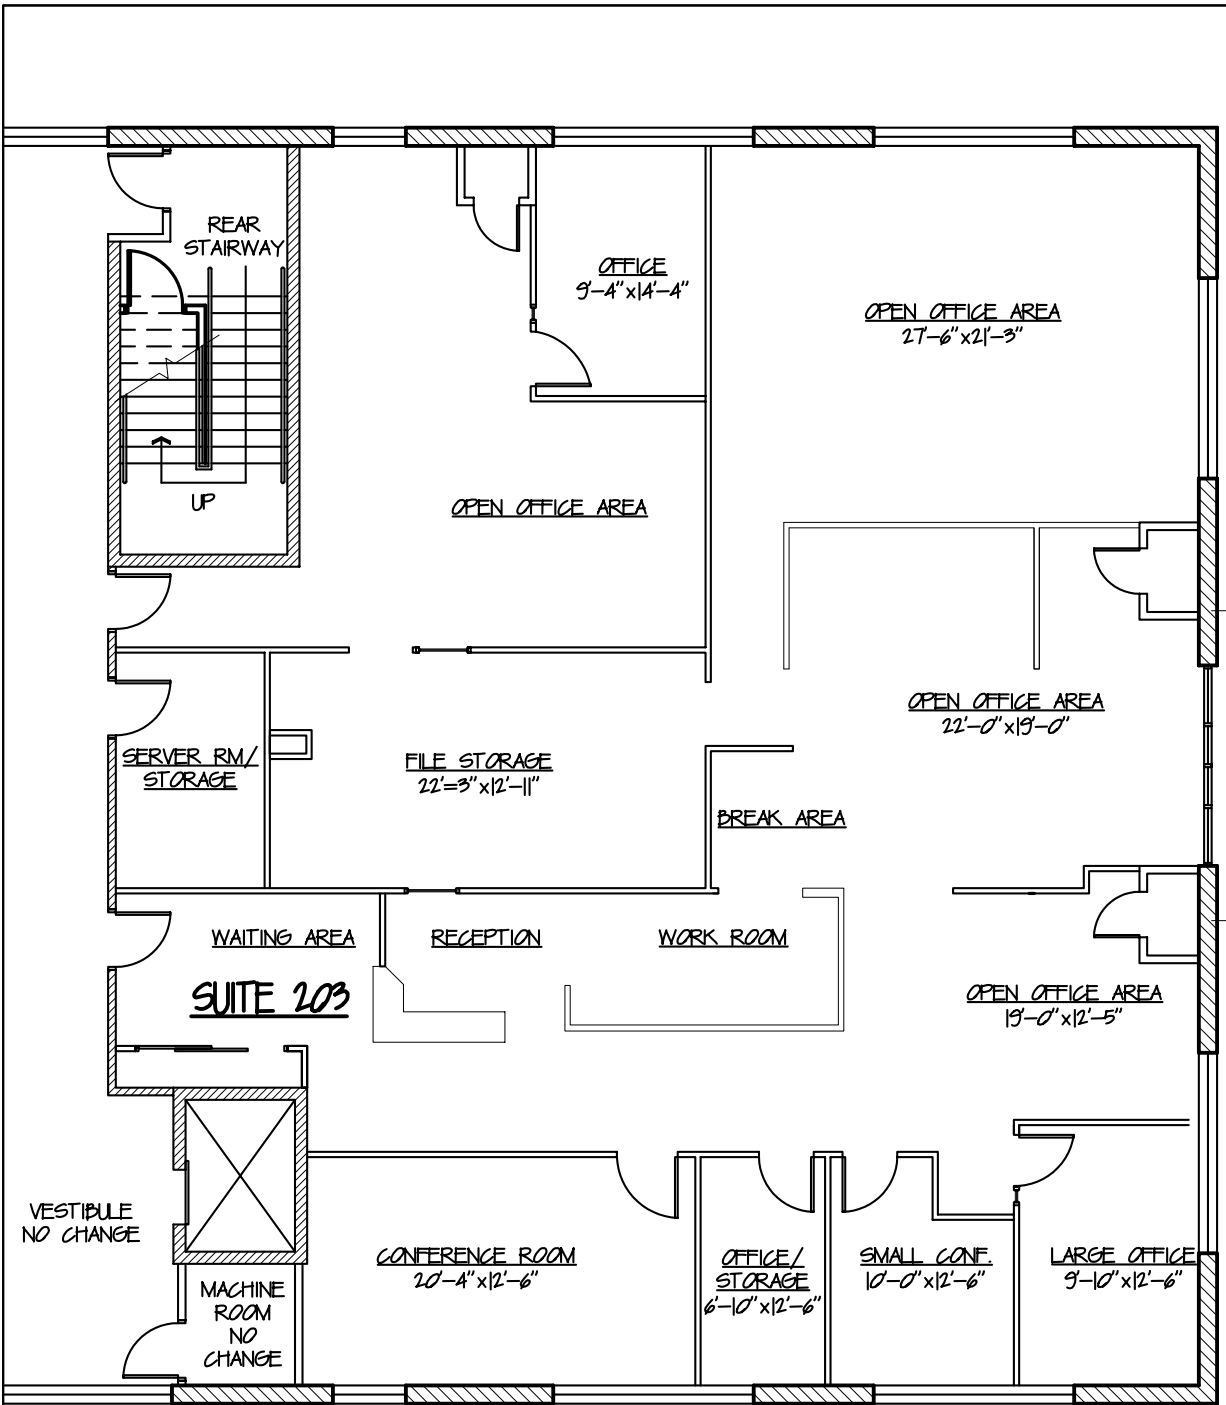 REAR
STAIRWAY
OFFICE
9'-4"x14'-4"
OPEN OFFICE AREA
27'-6"x21'-3"
UP
OPEN OFFICE AREA
OPEN OFFICE AREA
22'-0"x19'-0"
SERVER RM/
STORAGE
FILE STORAGE
22'=3"x12'-11"
BREAK AREA
WAITING AREA
RECEPTION
WORK ROOM
SUITE 203
OPEN OFFICE AREA
19'-0"x12'-5"
VESTIBULE
NO CHANGE
CONFERENCE ROOM
20'-4"x12'-6"
OFFICE/
STORAGE
6'-10"x12'-6"
SMALL CONF.
10'-0"x12'-6"
LARGE OFFICE
9'-10"x12'-6"
MACHINE
ROOM
NO
CHANGE